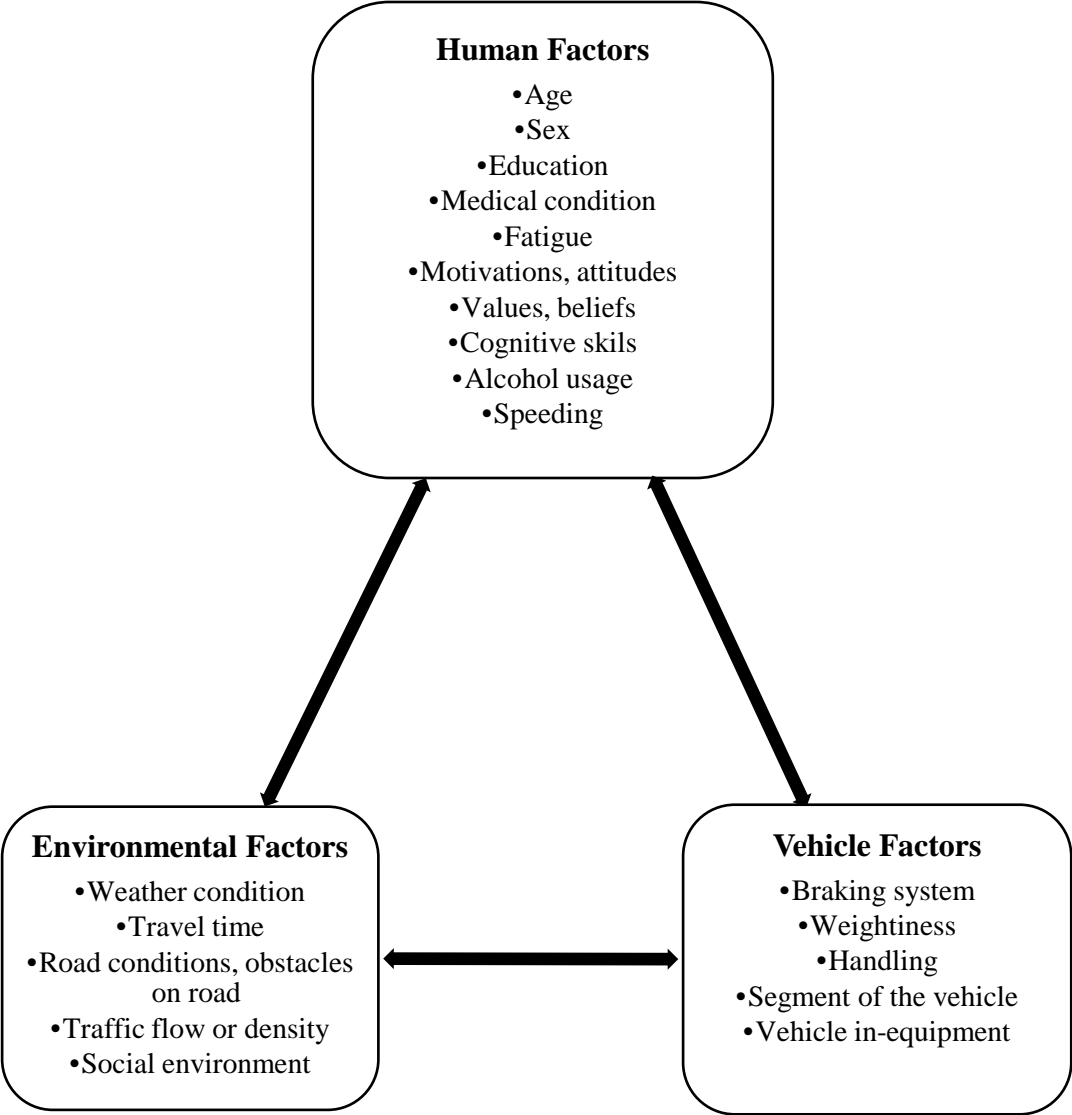 Human Factors
•Age
•Sex
•Education
•Medical condition
•Fatigue
•Motivations, attitudes
•Values, beliefs
•Cognitive skils
•Alcohol usage
•Speeding
Environmental Factors
•Weather condition
•Travel time
•Road conditions, obstacles
on road
•Traffic flow or density
•Social environment
Vehicle Factors
•Braking system
•Weightiness
•Handling
•Segment of the vehicle
•Vehicle in-equipment